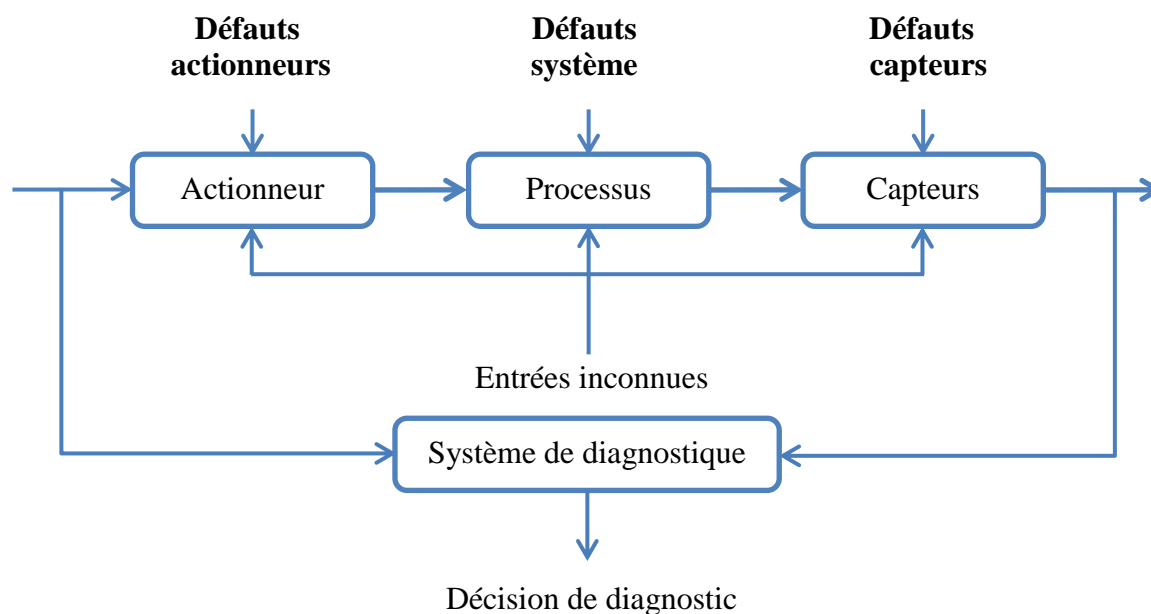 Défauts
actionneurs
Défauts
système
Défauts
capteurs
Actionneur
Processus
Capteurs
Entrées inconnues
Système de diagnostique
Décision de diagnostic